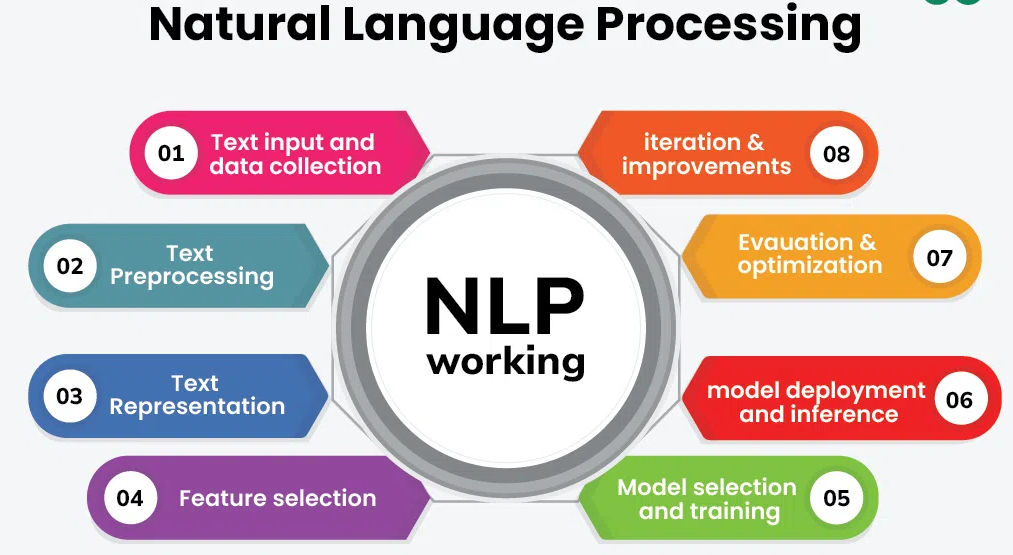 Natural Language Processing
01
Text input and
data collection
02
Text
Preprocessing
03
Text
Representation
04
Feature selection
NLP
working
iteration &
improvements
08
Evauation &
optimization
07
model deployment
and inference
06
Model selection
and training
05